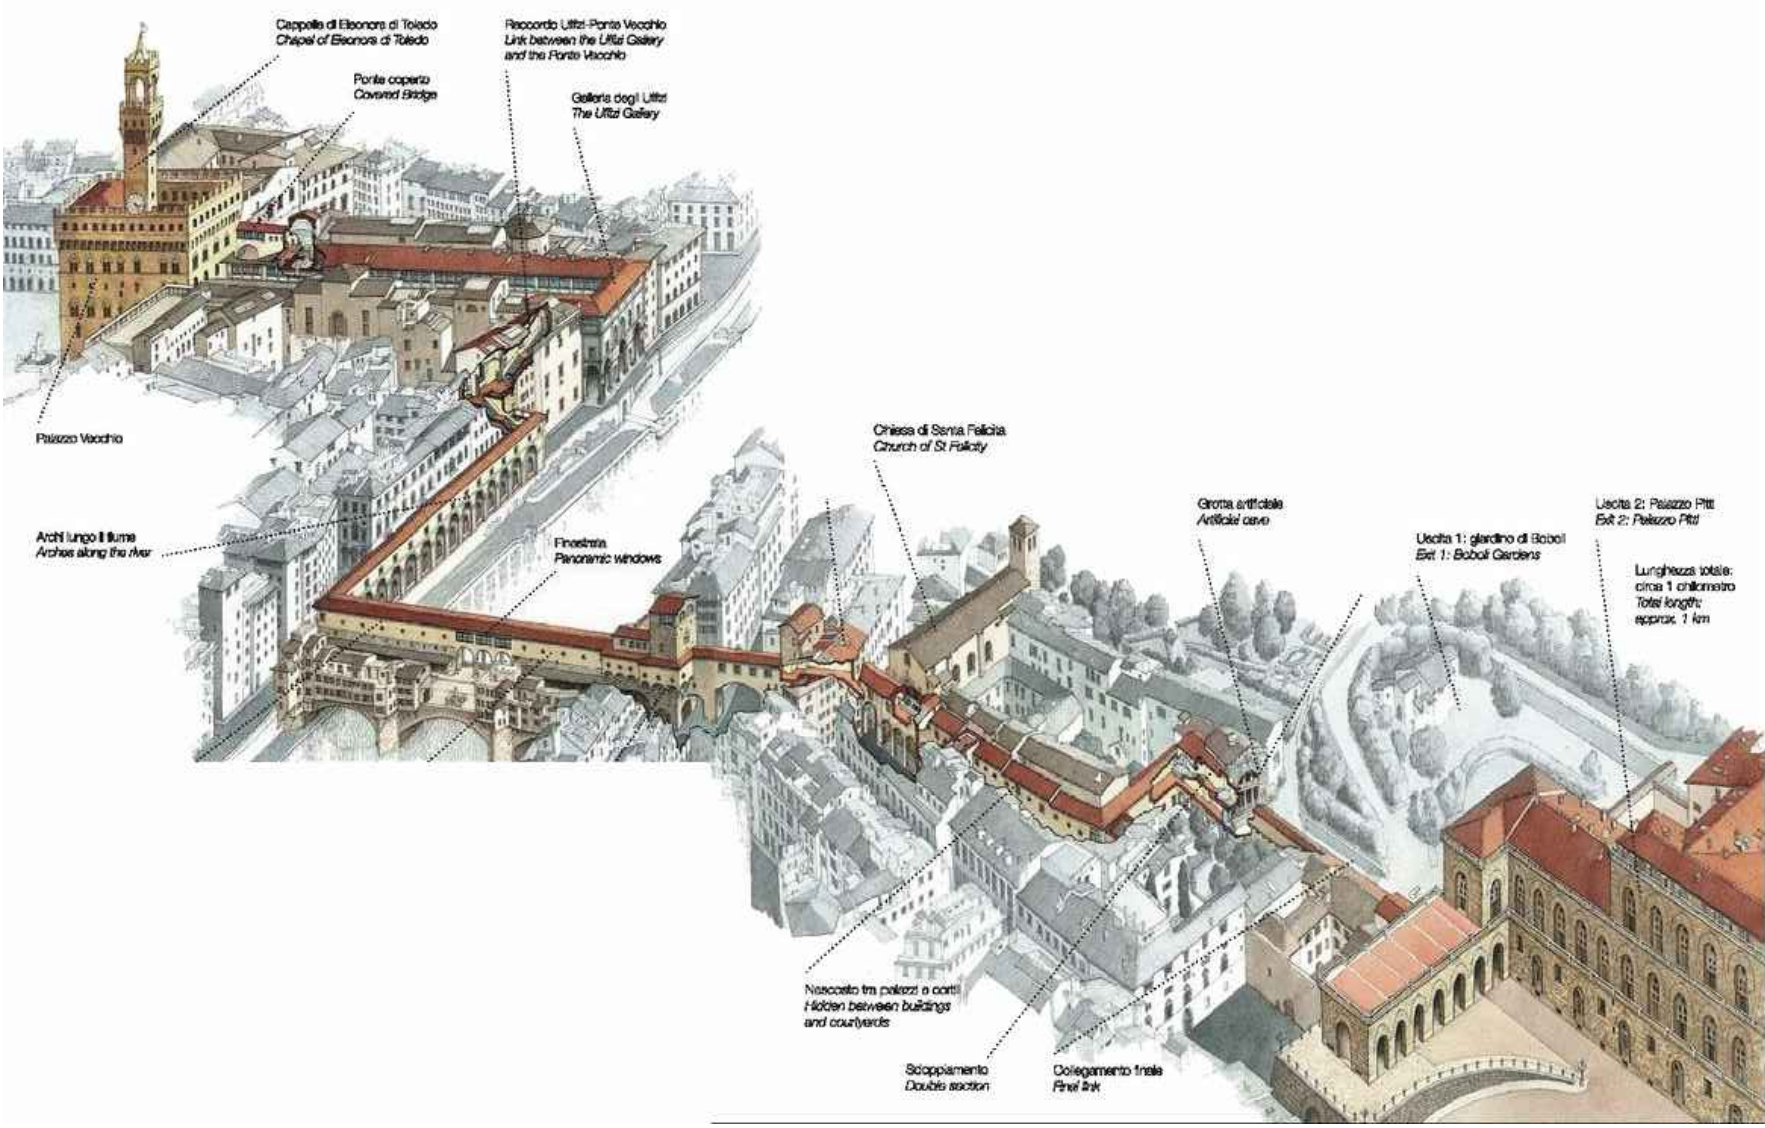 Cappella di Eleonora di Toledo
Chapel of Eleonora di Toledo
Raccordo Uffizi-Ponte Vecchio
Link between the Uffizi Gallery
and the Ponte Vecchio
Ponte coperto
Covered Bridge
Galleria degli Uffizi
The Uffizi Gallery
Palazzo Vecchio
Archi lungo il fiume
Arches along the river
Finestrata
Panoramic windows
Chiesa di Santa Felicita
Church of St Felicity
Grotta artificiale
Artificial cave
Uscita 1: giardino di Boboli
Exit 1: Boboli Gardens
Uscita 2: Palazzo Pitti
Exit 2: Palazzo Pitti
Lunghezza totale:
circa 1 chilometro
Total length:
approx. 1 km
Nascosto tra palazzi e cortili
Hidden between buildings
and courtyards
Sdoppiamento
Double section
Collegamento finale
Final link